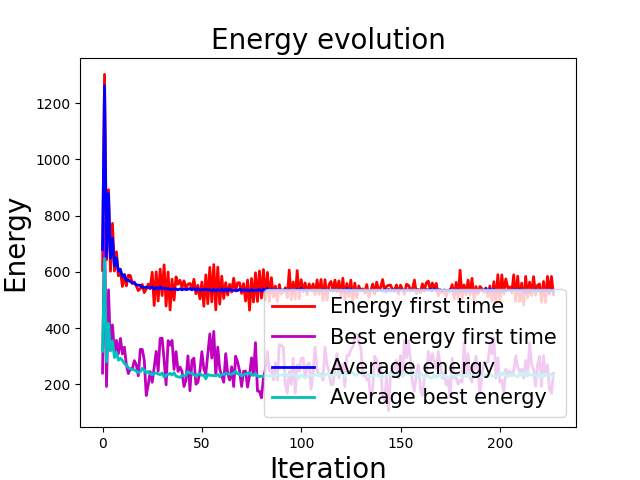 Energy evolution
1200
1000
800
600
400
200
Energy
Energy first time
Best energy first time
Average energy
Average best energy
0
50
100
150
200
Iteration